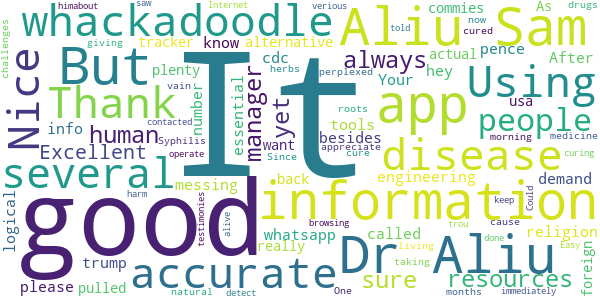 himabout saw Internet verious told now drugs
challenges whackadoodle Aliu Sam
giving tracker alternative commies As cured
But cdc herbs know hey pence After
Nice plenty number essential manager It always perplexed Your actual
Thank yet app Using
info vain human roots usa people
contacted Syphilis want tools morning medicine
Excellent operate besides Since cure appreciate disease
several messing back engineering demand curing
logical harm testimonies information Could keep cause religion
good really whatsapp living trou Easy
please trump alive called taking done
accurate sure Dr Aliu resources foreign
pulled browsing
natural detect One months immediately